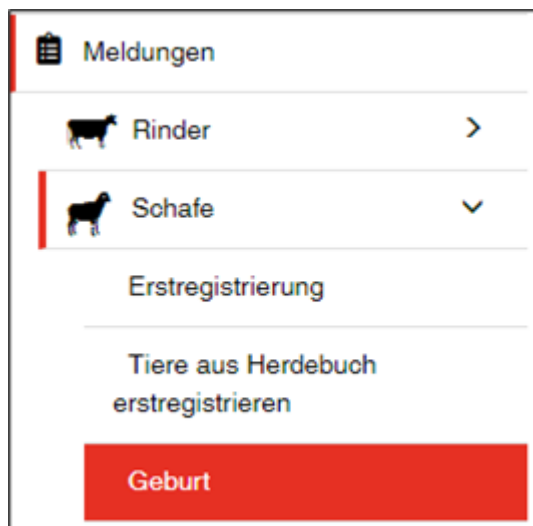 Meldungen
Rinder
Schafe
Erstregistrierung
Tiere aus Herdebuch
erstregistrieren
Geburt